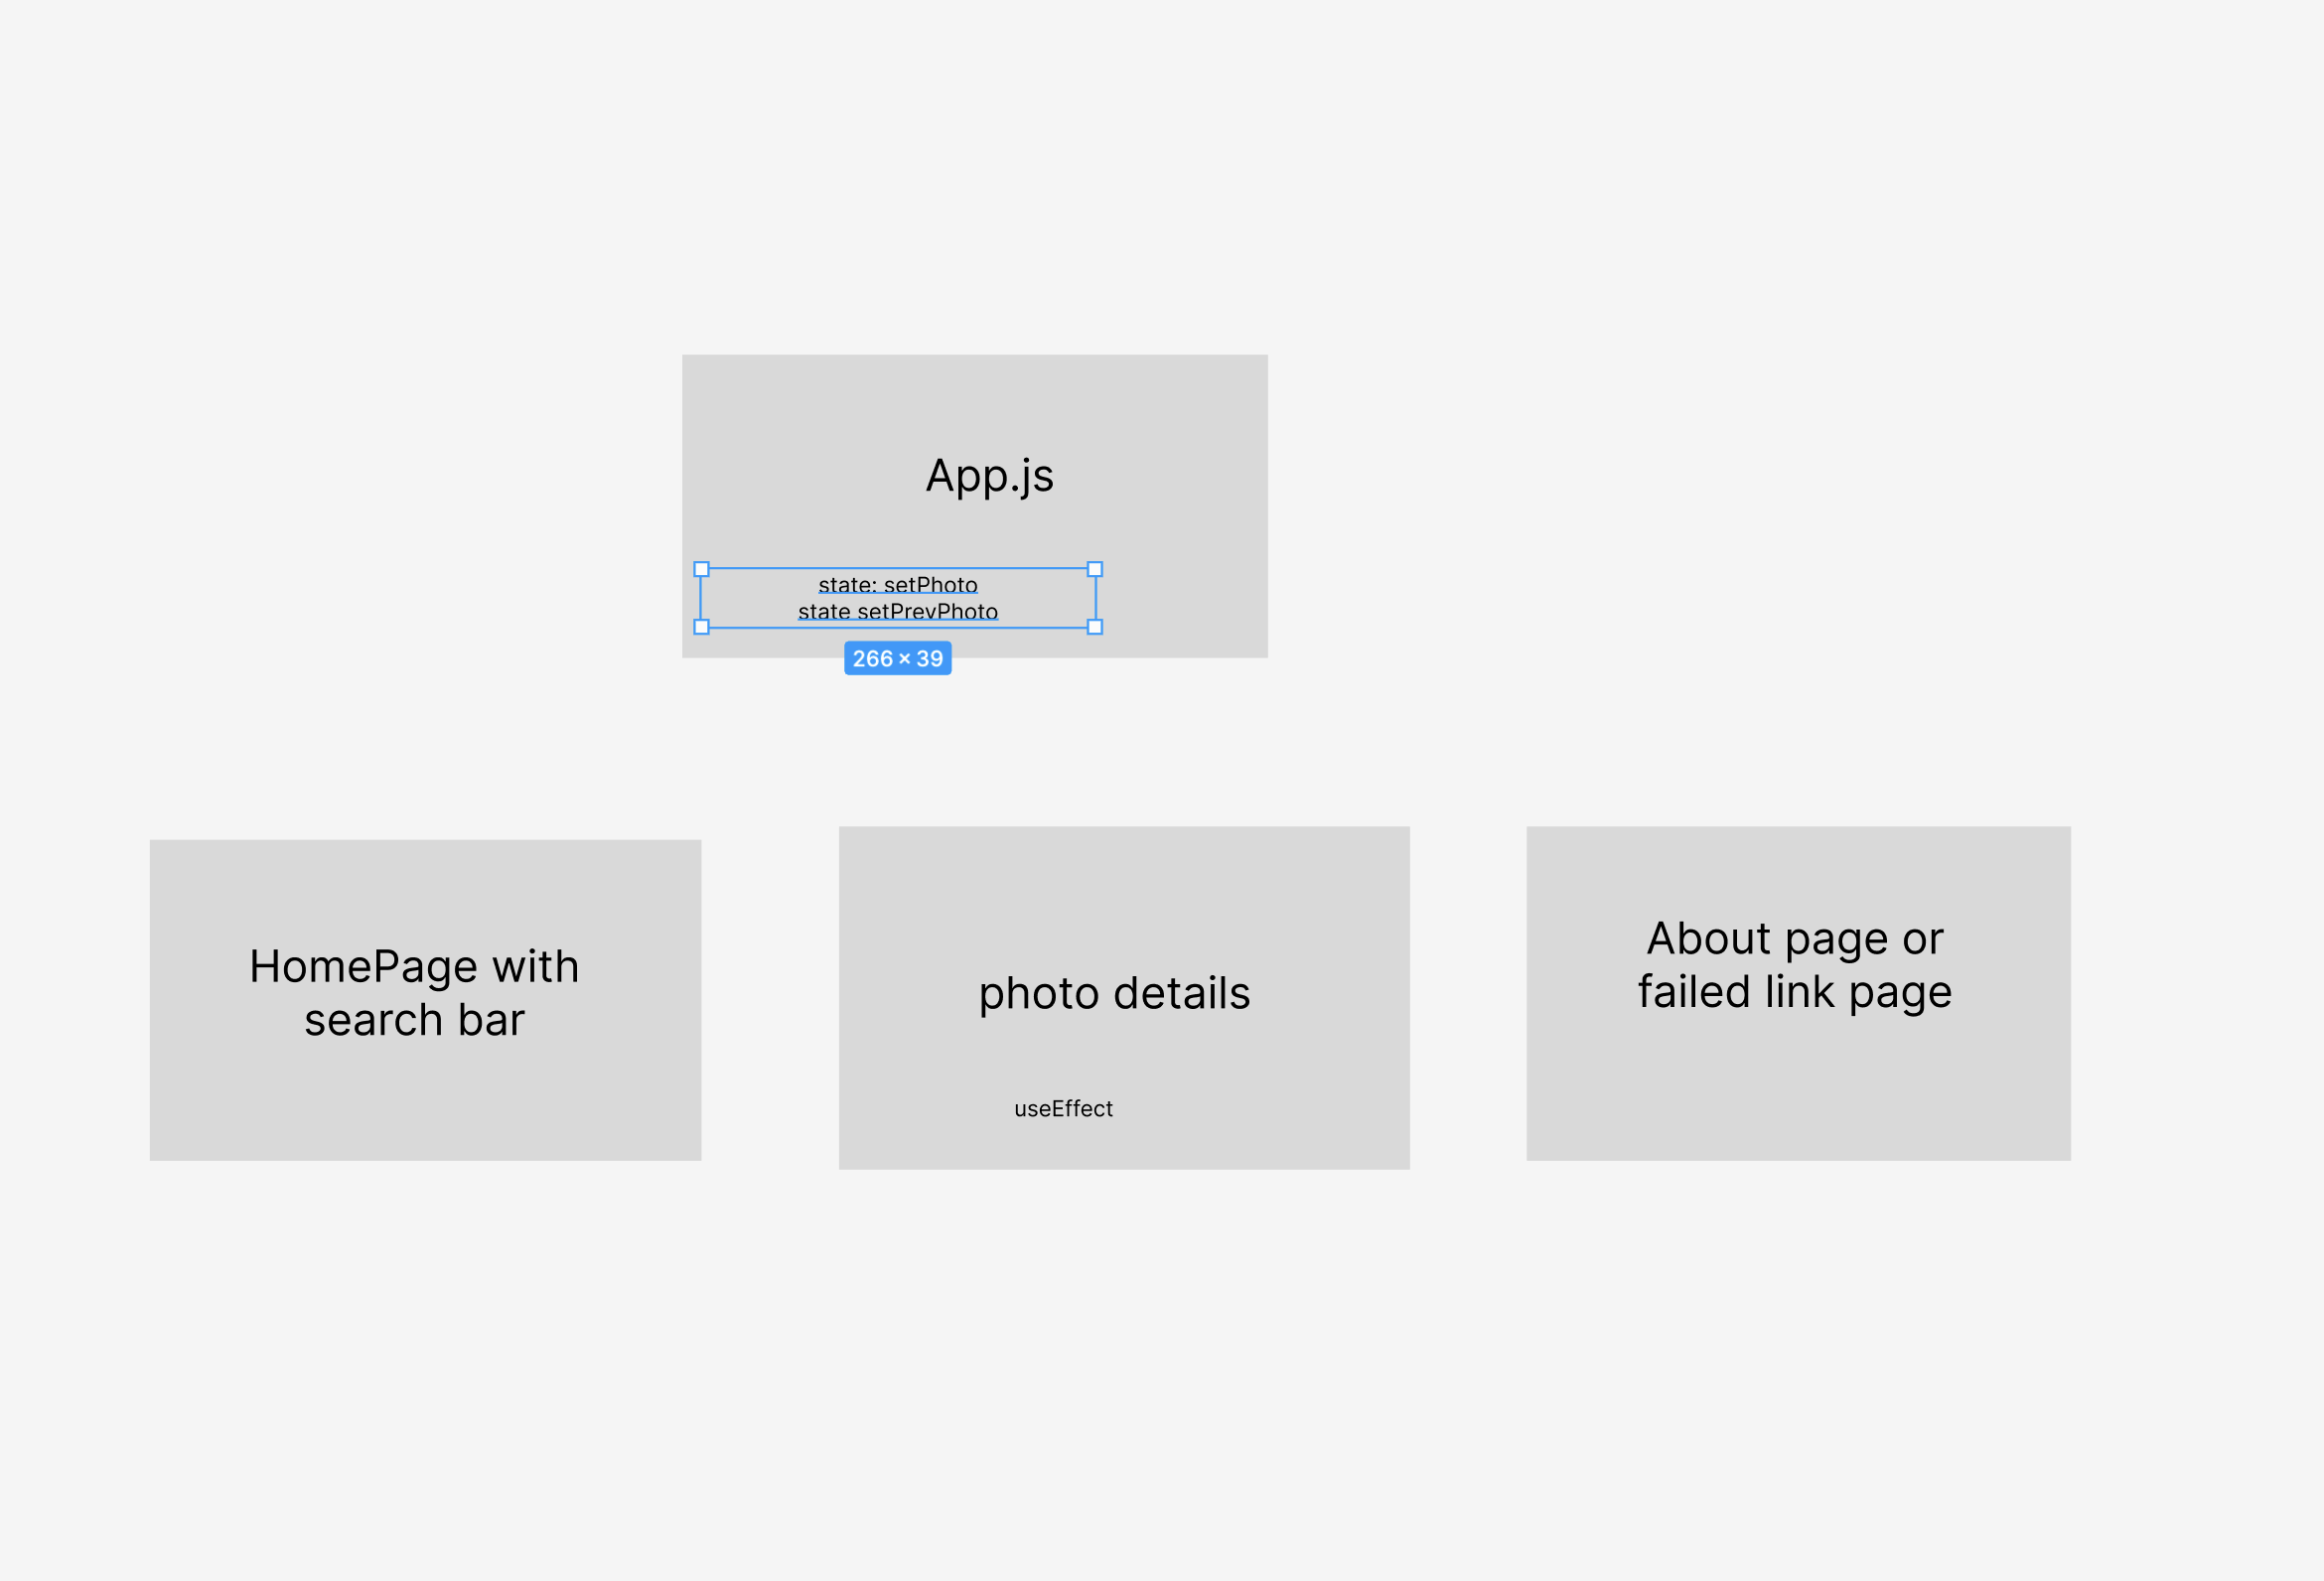 App.js
state: setPhoto
state setPrevPhoto
266 × 39
HomePage with
search bar
photo details
useEffect
About page or
failed link page